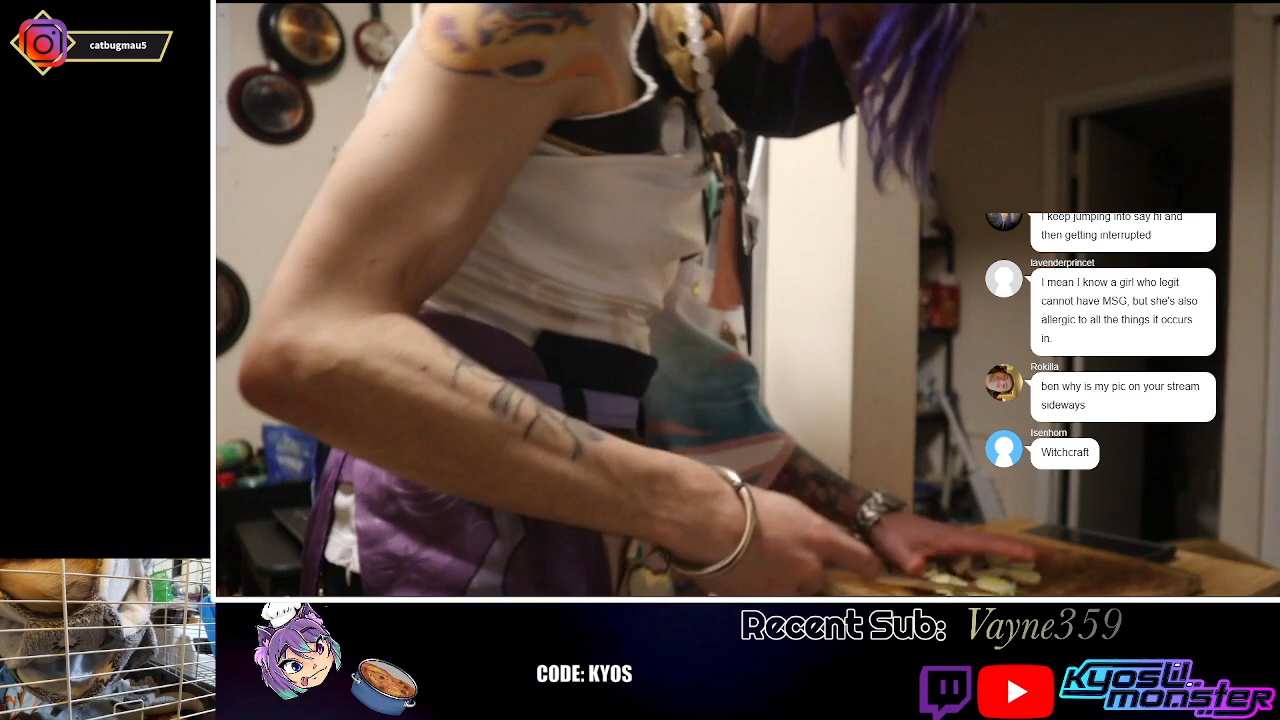 catbugmau5
I keep jumping into say hi and
then getting interrupted
lavenderprincet
I mean I know a girl who legit
cannot have MSG, but she's also
allergic to all the things it occurs
in.
Rokilla
ben why is my pic on your stream
sideways
Isenhorn
Witchcraft
Recent Sub: Vayne359
CODE: KYOS
KYOS lil
monster